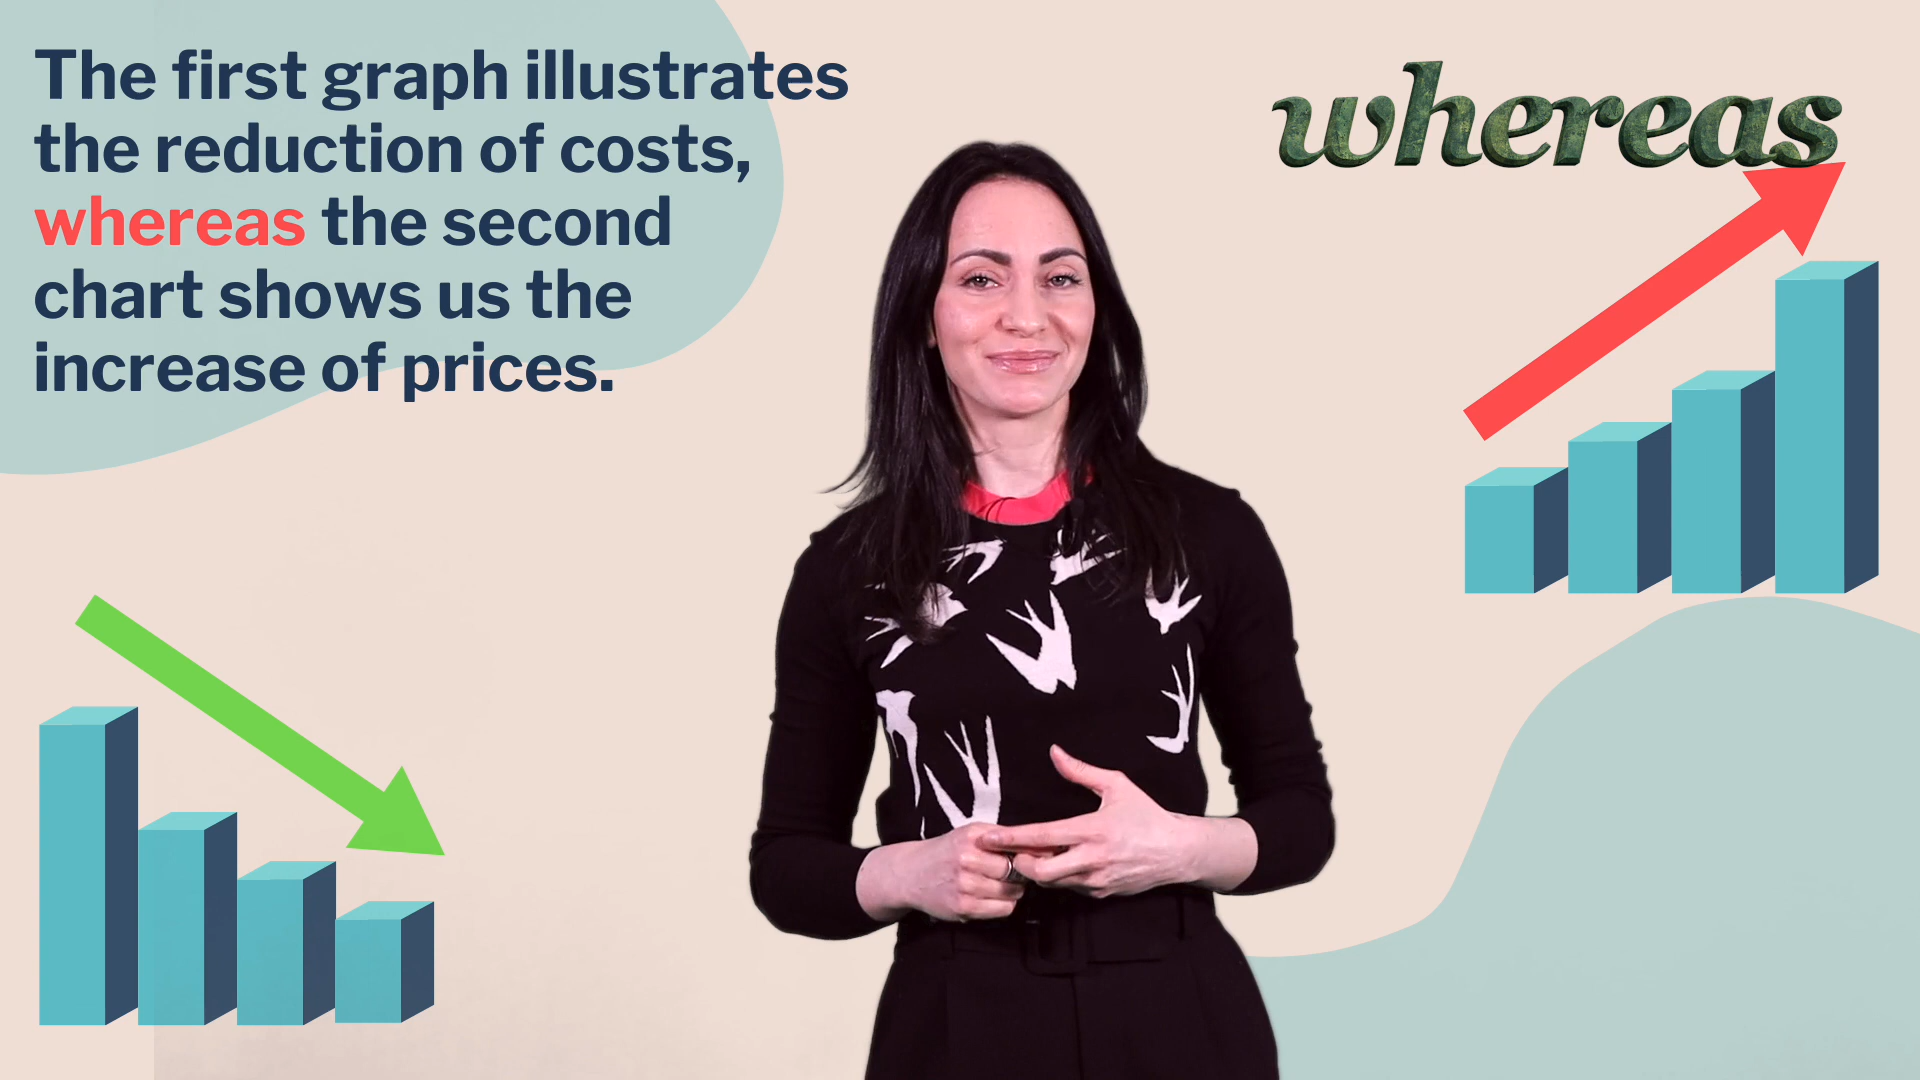 The first graph illustrates
the reduction of costs,
whereas the second
chart shows us the
increase of prices.
whereas